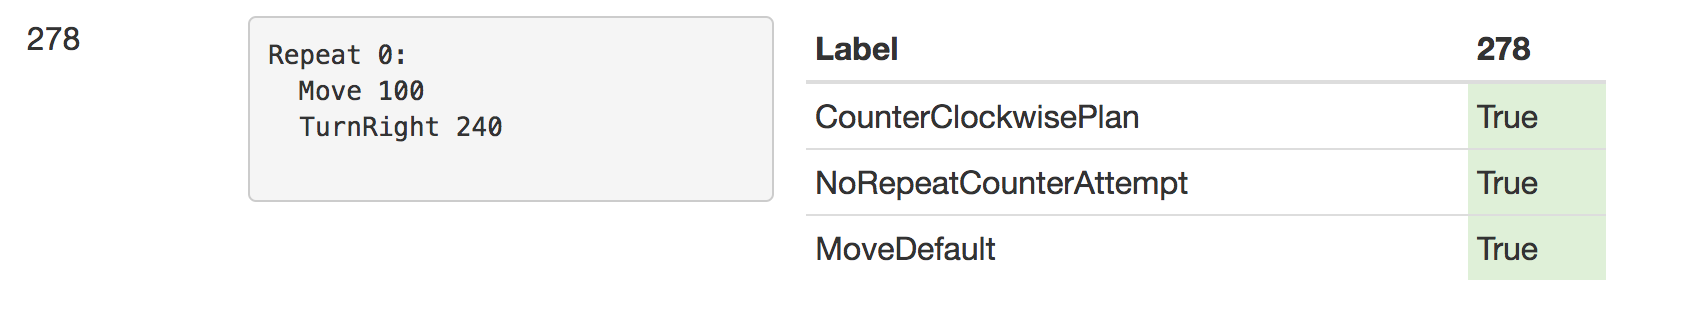 278
Repeat 0:
  Move 100
  TurnRight 240
Label 278
CounterClockwisePlan True
NoRepeatCounterAttempt True
MoveDefault True